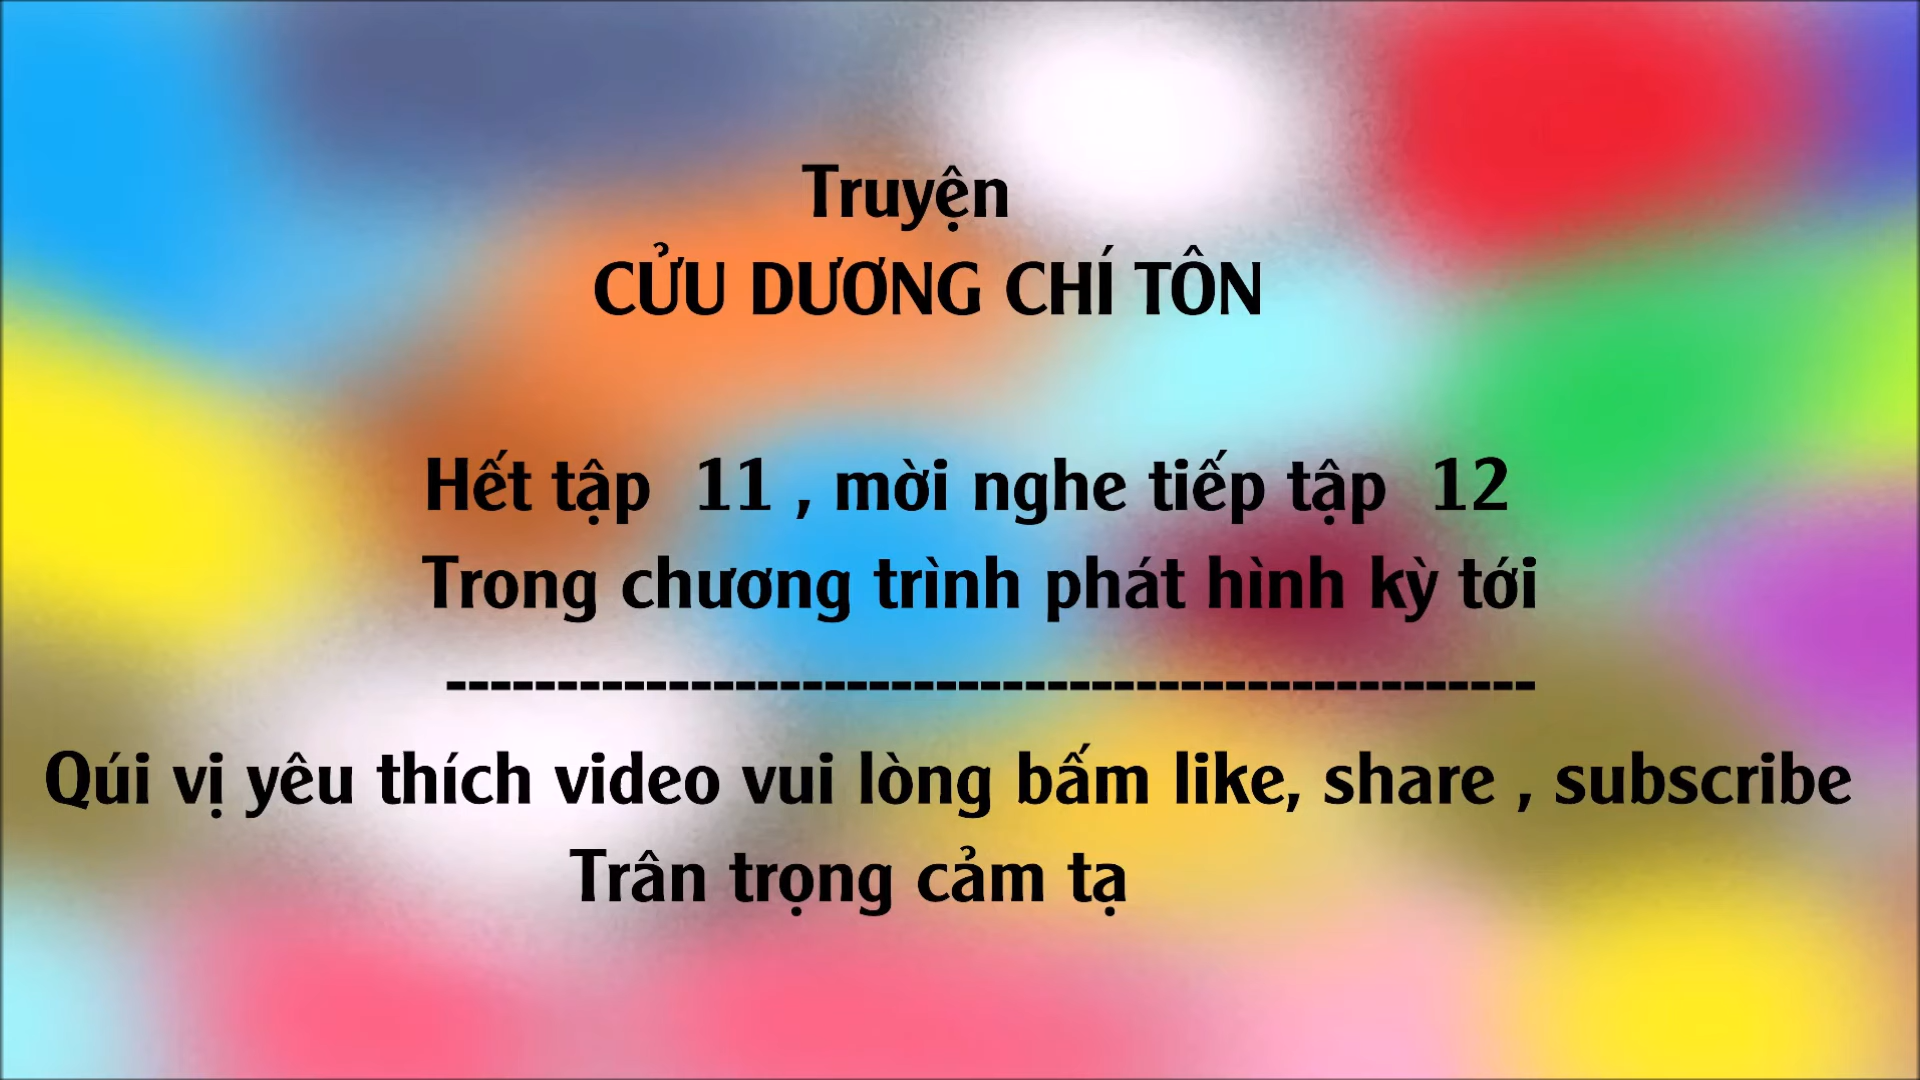 Truyện
CỬU DƯƠNG CHÍ TÔN
Hết tập 11 , mời nghe tiếp tập 12
Trong chương trình phát hình kỳ tới
-------------------------------------------------
Qúi vị yêu thích video vui lòng bấm like, share , subscribe
Trân trọng cảm tạ